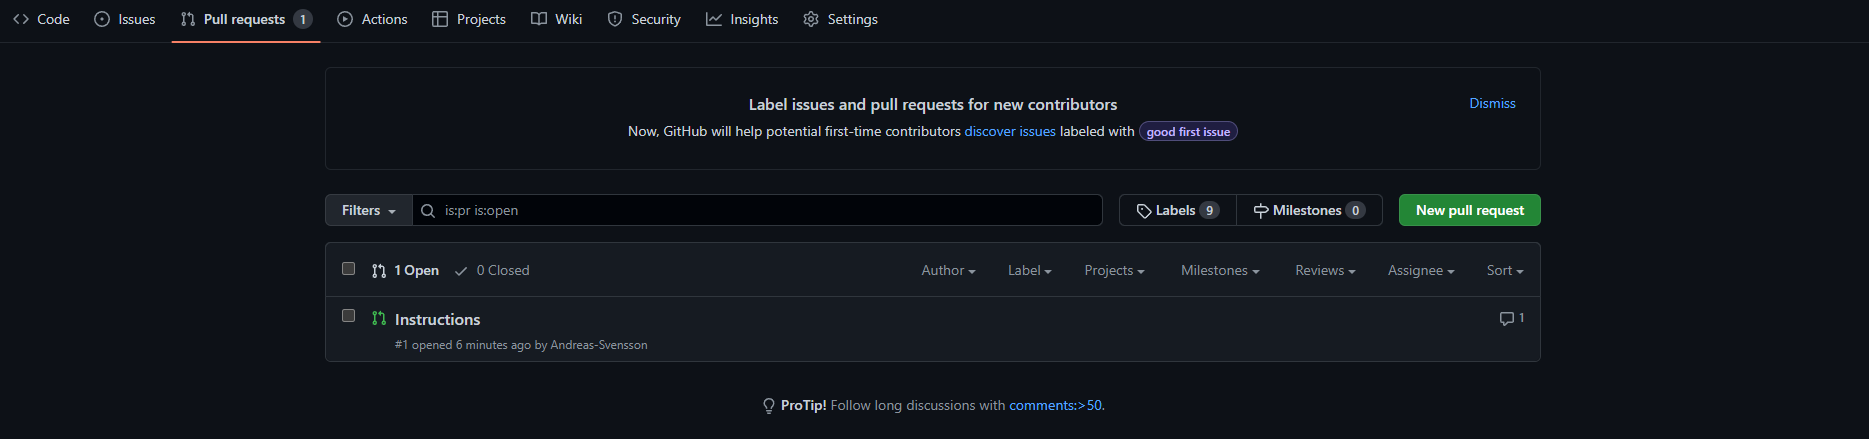 Code Issues Pull requests 1 Actions Projects Wiki Security Insights Settings
Label issues and pull requests for new contributors
Dismiss
Now, GitHub will help potential first-time contributors discover issues labeled with good first issue
Filters is:pr is:open Labels 9 Milestones 0 New pull request
1 Open 0 Closed Author Label Projects Milestones Reviews Assignee Sort
Instructions 1
#1 opened 6 minutes ago by Andreas-Svensson
ProTip! Follow long discussions with comments:>50.